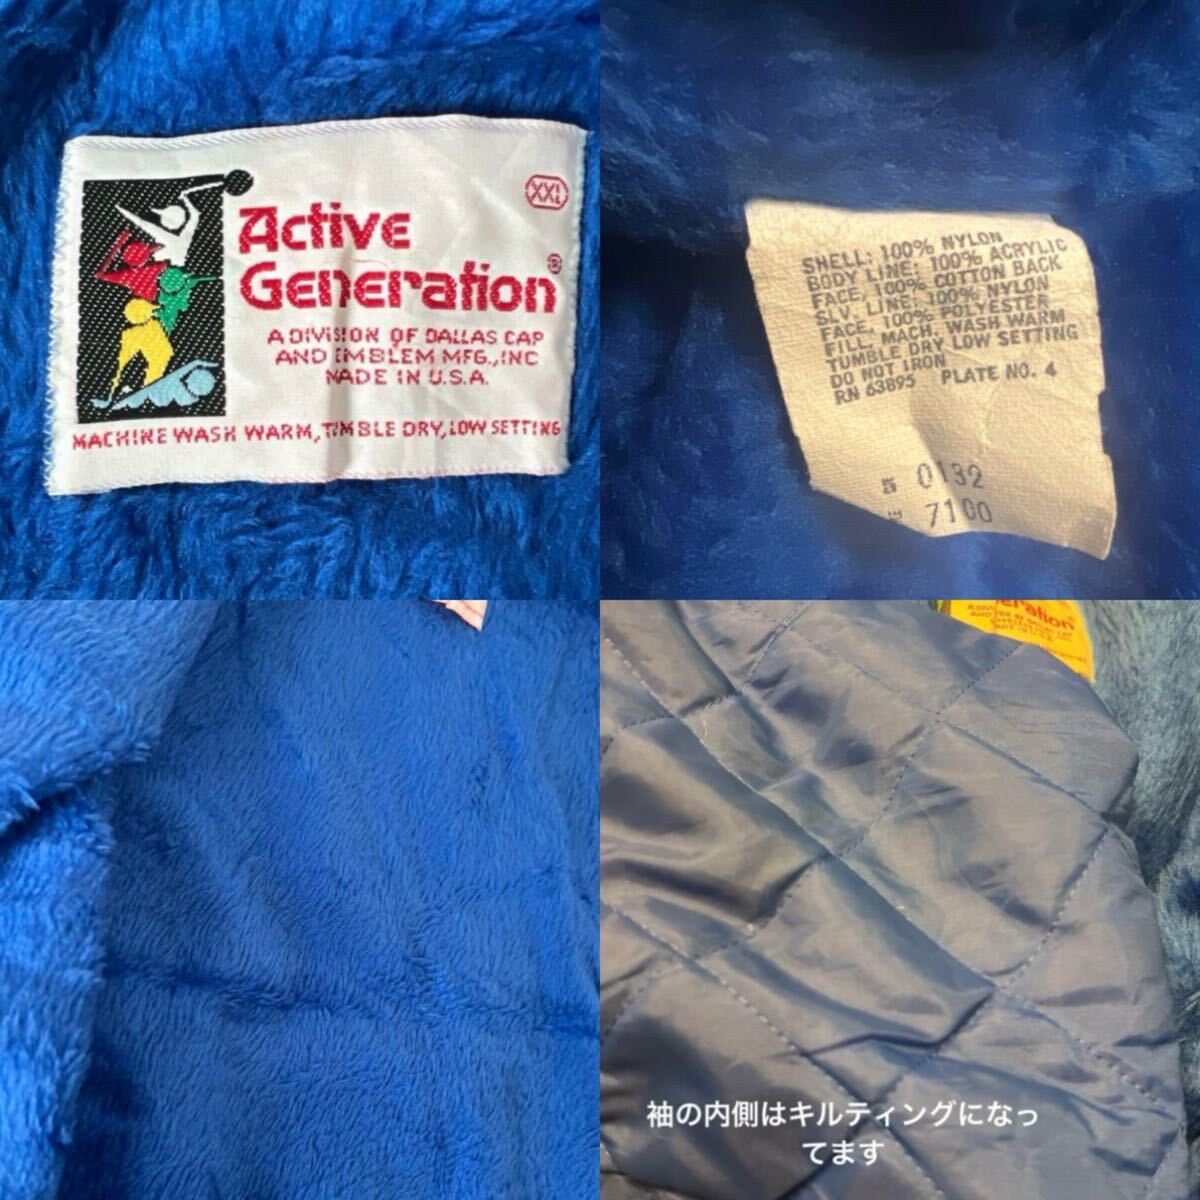 XXL
Active
Generation®
A DIVISION OF DALLAS CAP
AND EMBLEM MFG., INC
MADE IN U.S.A.
MACHINE WASH WARM, TUMBLE DRY, LOW SETTING
SHELL: 100% NYLON
BODY LINE: 100% ACRYLIC
FACE, 100% COTTON BACK
SLV. LINE: 100% NYLON
FACE, 100% POLYESTER
FILL, MACH. WASH WARM
TUMBLE DRY LOW SETTING
DO NOT IRON
RN 63895 PLATE NO. 4
0132
7100
eration
袖の内側はキルティングになっ
てます